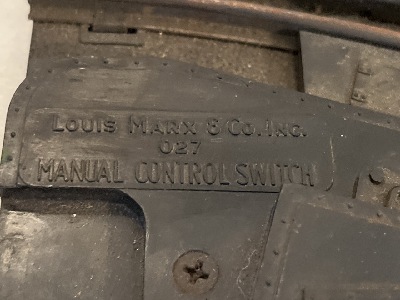 Louis Marx & Co. Inc.
027
MANUAL CONTROL SWITCH